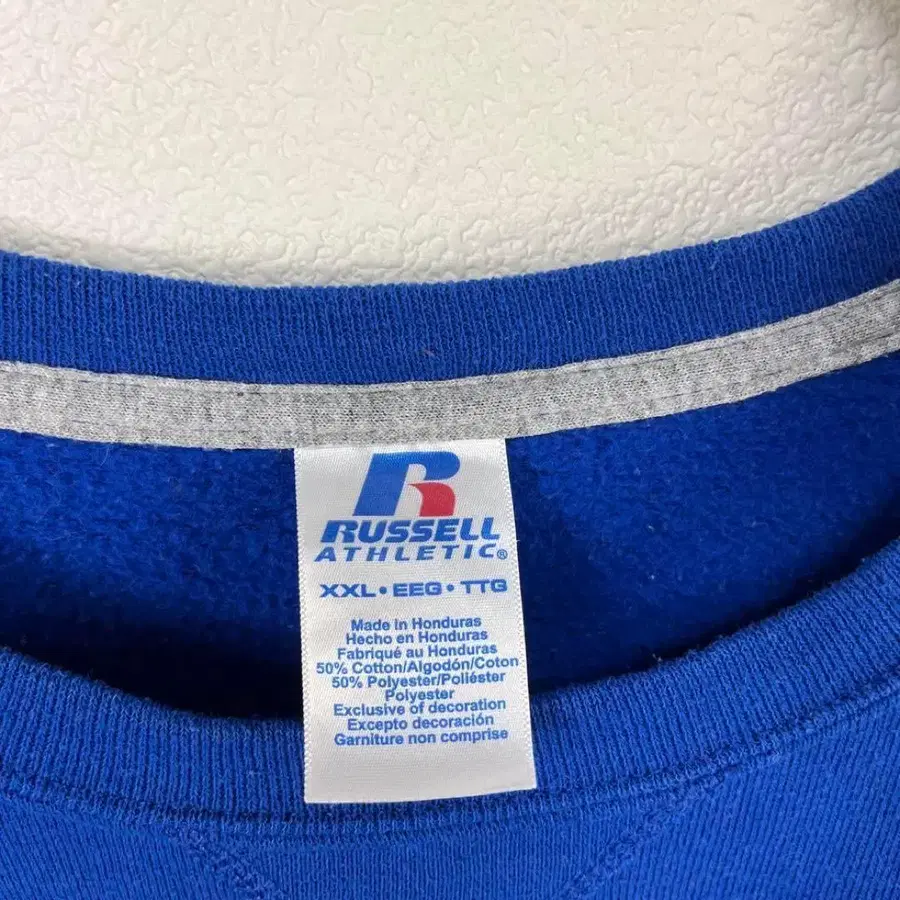 R
RUSSELL
ATHLETIC®
XXL • EEG • TTG
Made in Honduras
Hecho en Honduras
Fabriqué au Honduras
50% Cotton/Algodón/Coton
50% Polyester/Poliéster
Polyester
Exclusive of decoration
Excepto decoración
Garniture non comprise